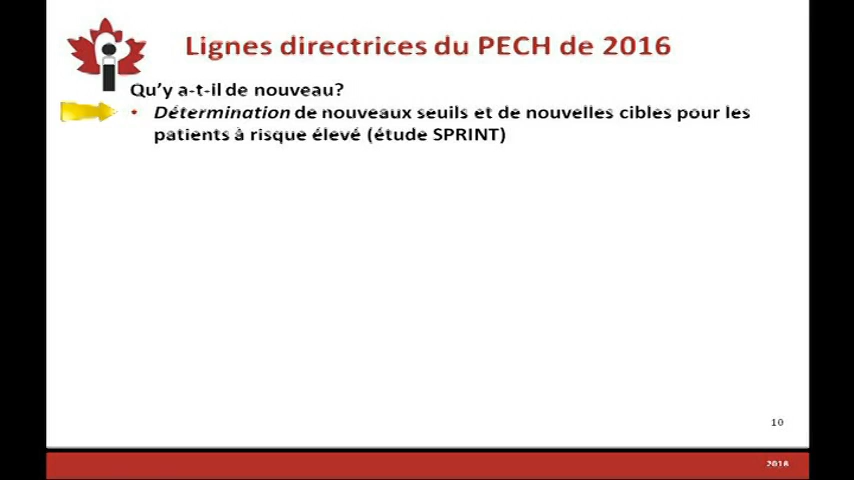 Lignes directrices du PECH de 2016
Qu'y a-t-il de nouveau?
• Détermination de nouveaux seuils et de nouvelles cibles pour les
patients à risque élevé (étude SPRINT)
10
2016